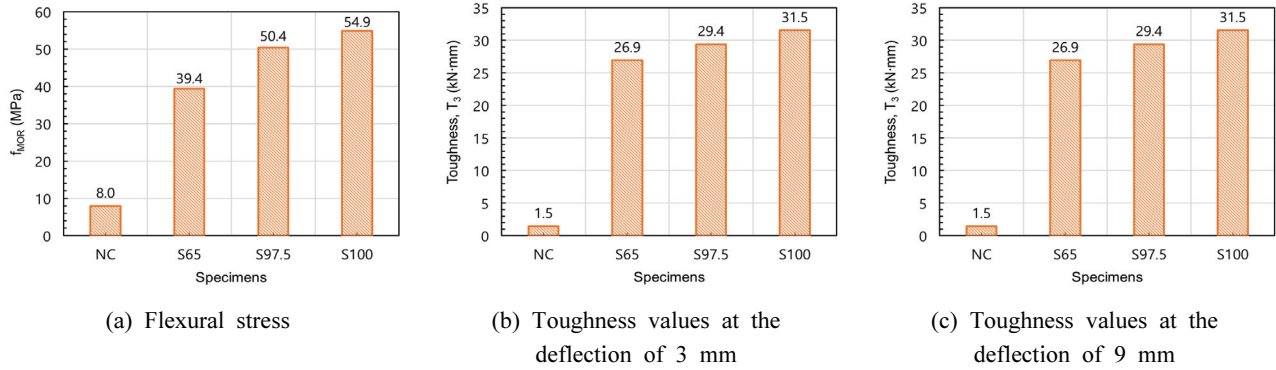 60
50
40
30
20
10
0
f_MOR (MPa)
8.0
39.4
50.4
54.9
NC S65 S97.5 S100
Specimens
(a) Flexural stress
35
30
25
20
15
10
5
0
Toughness, T₃ (kN·mm)
1.5
26.9
29.4
31.5
NC S65 S97.5 S100
Specimens
(b) Toughness values at the
deflection of 3 mm
35
30
25
20
15
10
5
0
Toughness, T₃ (kN·mm)
1.5
26.9
29.4
31.5
NC S65 S97.5 S100
Specimens
(c) Toughness values at the
deflection of 9 mm